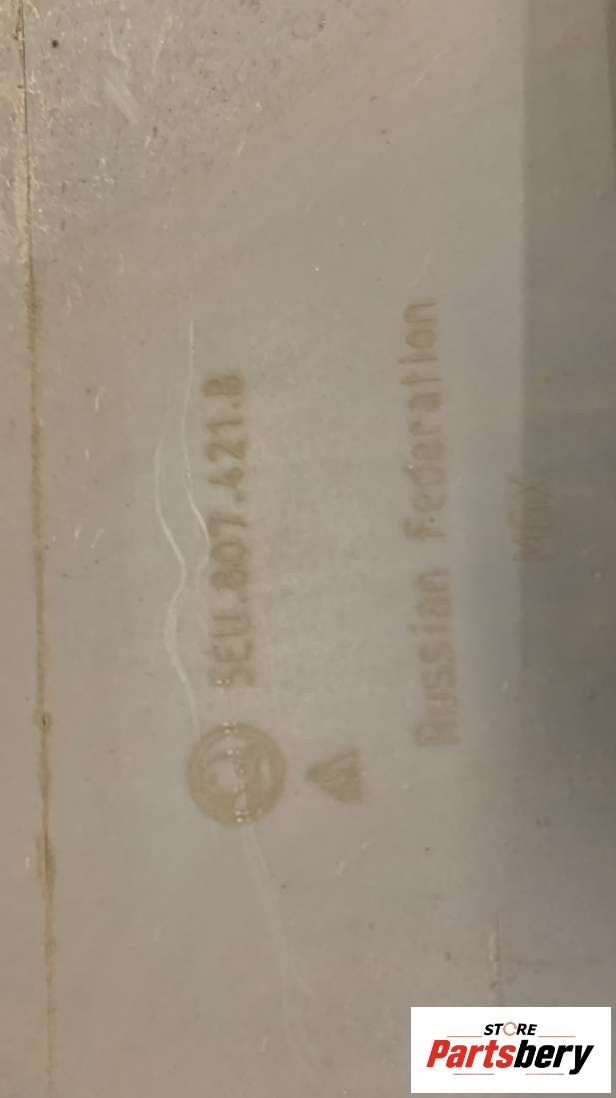 5EU.807.421.B
Russian Federation
STORE
Partsbery